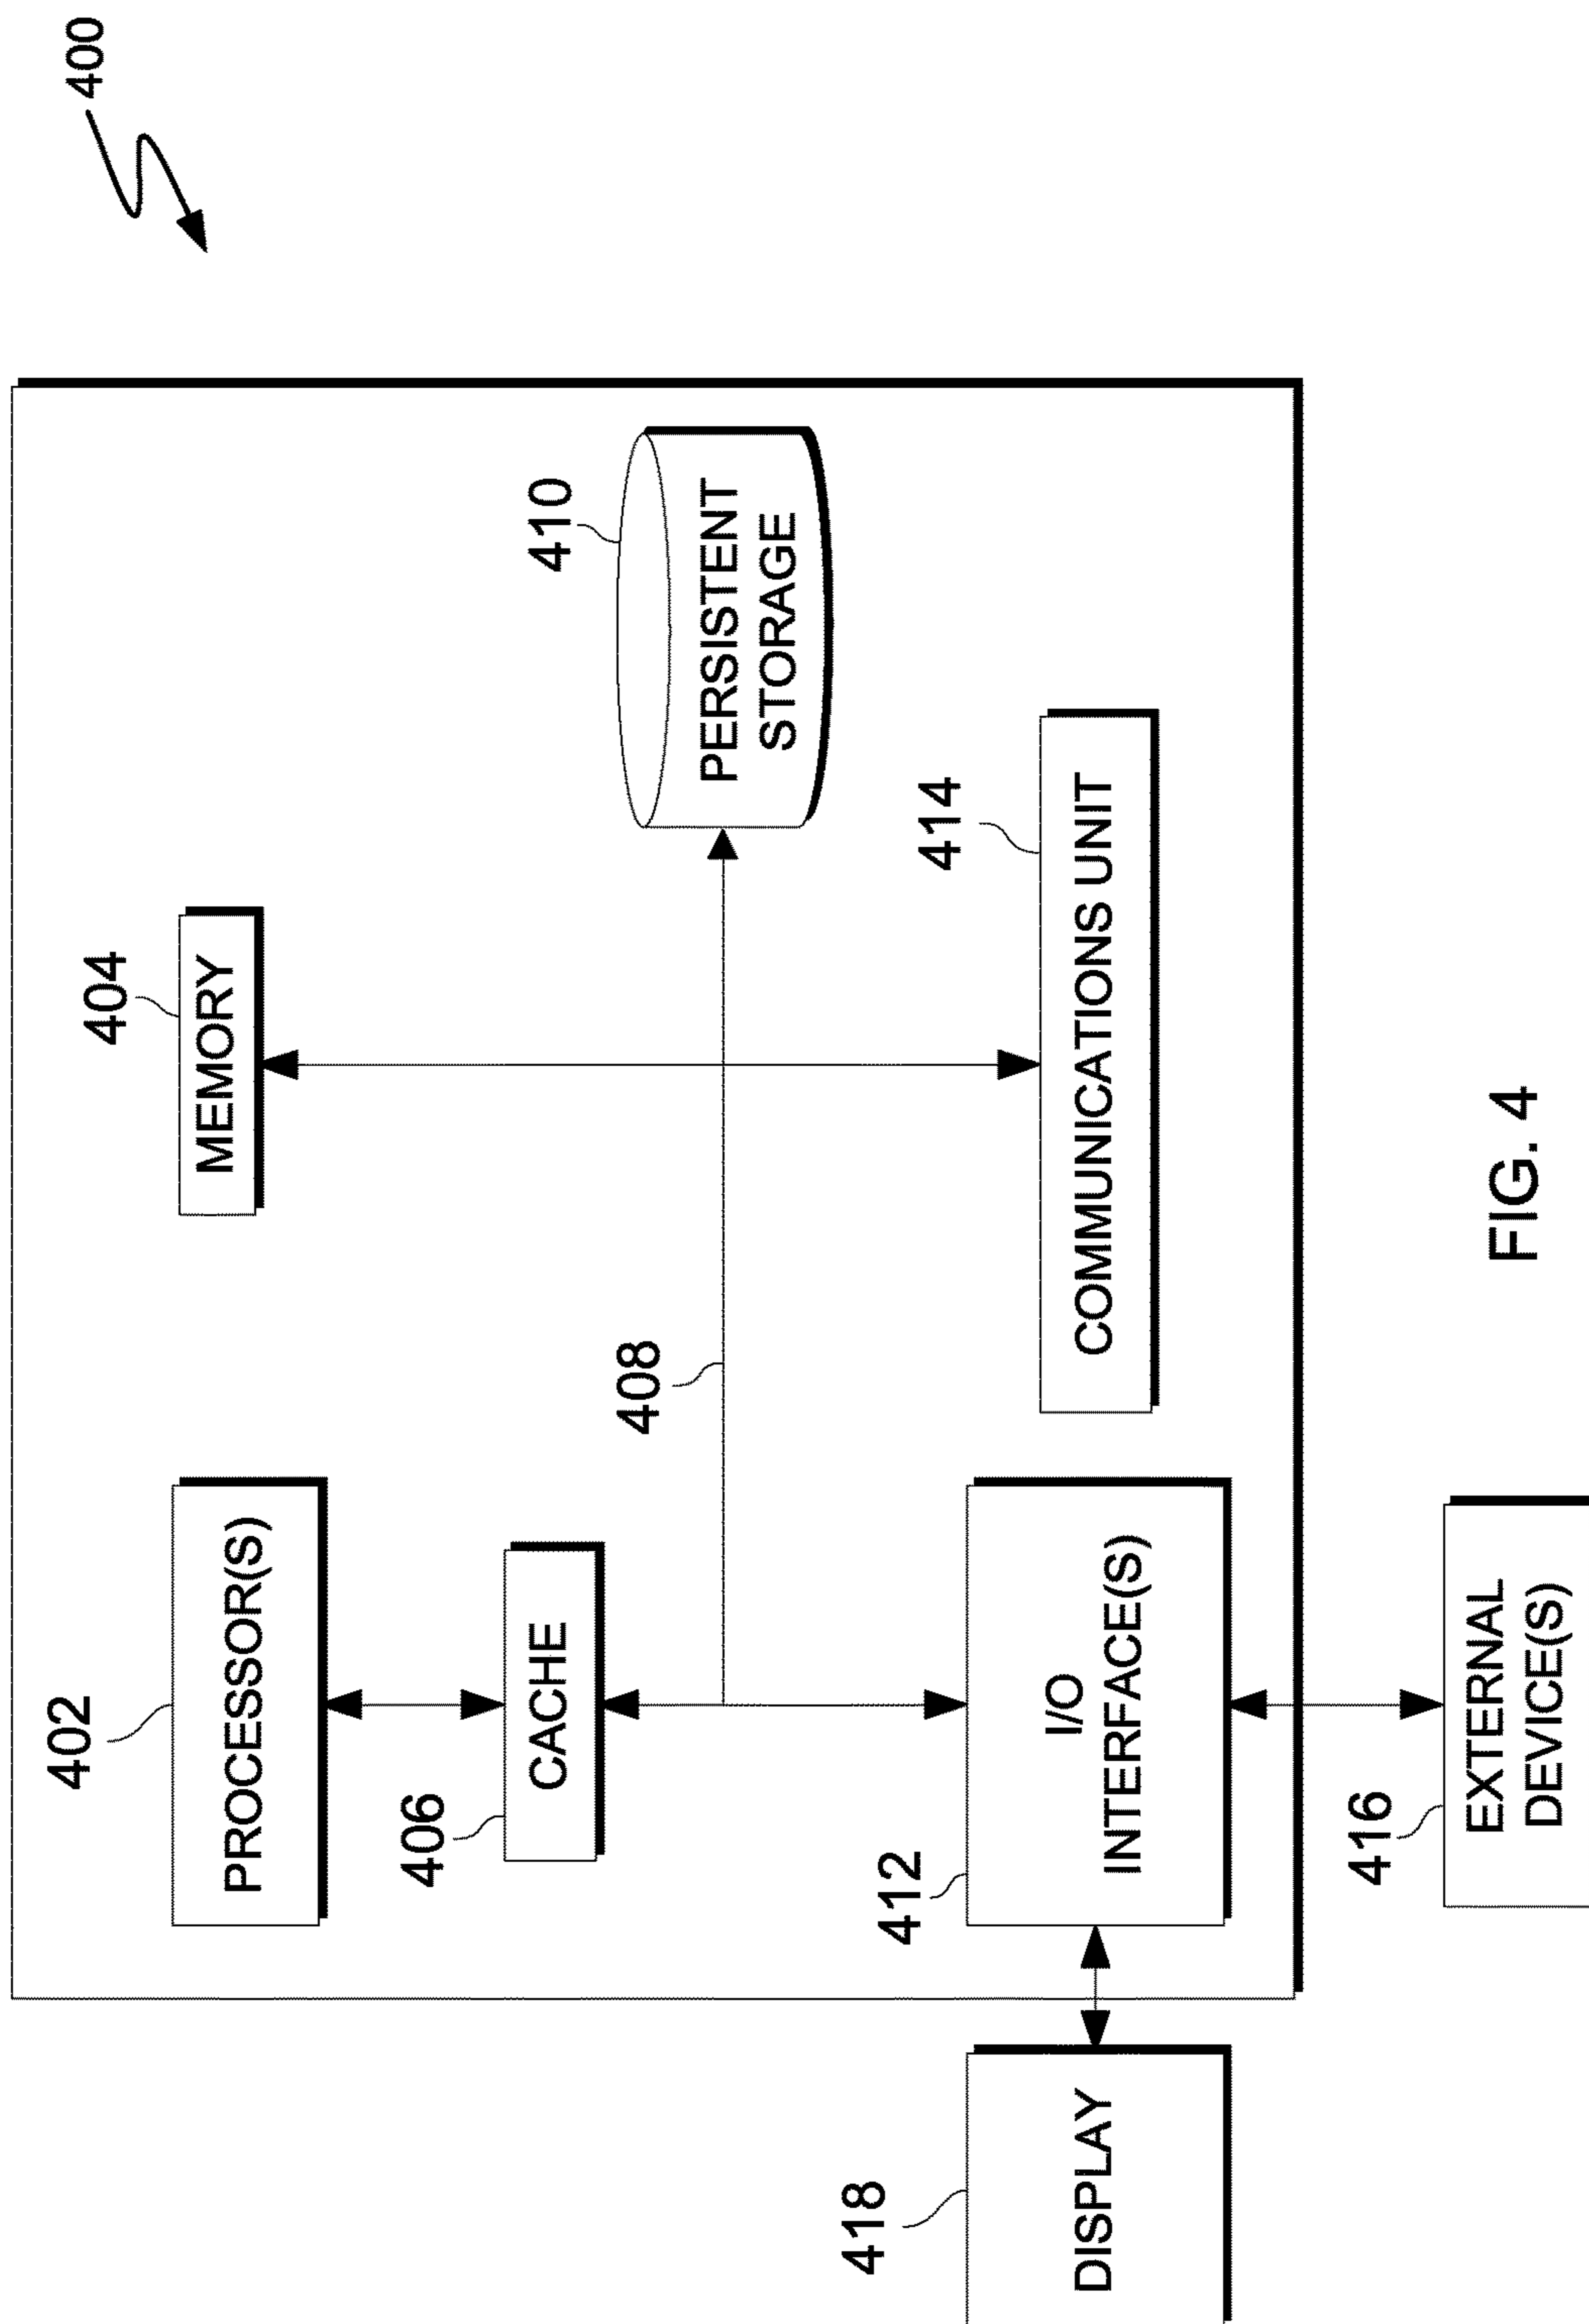 400
402
PROCESSOR(S)
404
MEMORY
406
CACHE
408
410
PERSISTENT
STORAGE
412
I/O
INTERFACE(S)
414
COMMUNICATIONS UNIT
418
DISPLAY
416
EXTERNAL
DEVICE(S)
FIG. 4